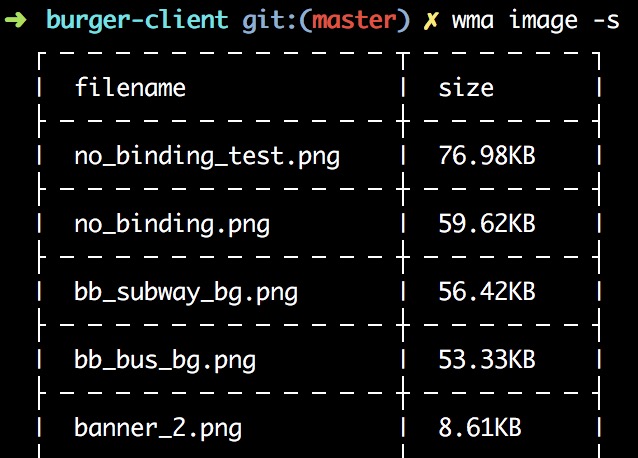 ➜ burger-client git:(master) ✗ wma image -s
filename size
no_binding_test.png 76.98KB
no_binding.png 59.62KB
bb_subway_bg.png 56.42KB
bb_bus_bg.png 53.33KB
banner_2.png 8.61KB